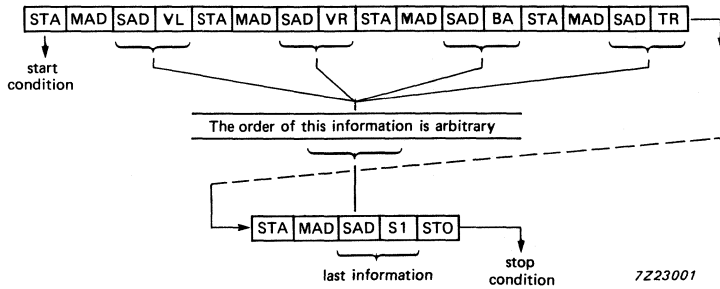 STA MAD SAD VL STA MAD SAD VR STA MAD SAD BA STA MAD SAD TR
start
condition
The order of this information is arbitrary
STA MAD SAD S1 STO
last information
stop
condition
7Z23001